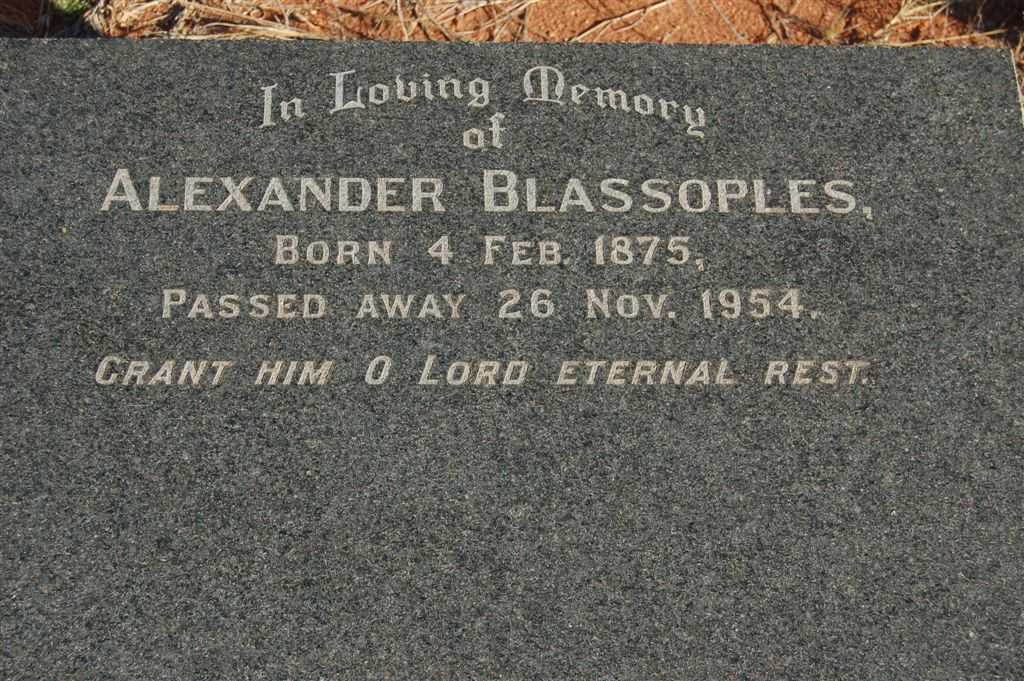 In Loving Memory
of
ALEXANDER BLASSOPLES,
BORN 4 FEB. 1875,
PASSED AWAY 26 NOV. 1954.
GRANT HIM O LORD ETERNAL REST.